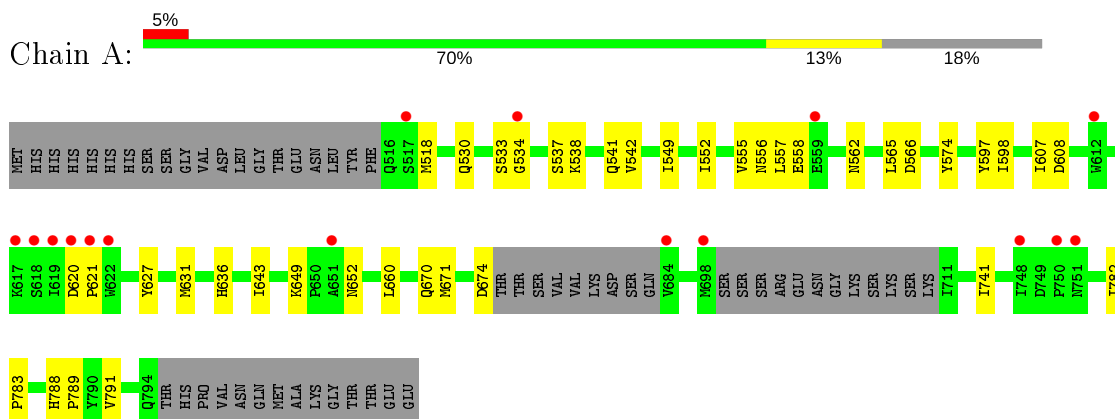 5%
Chain A:
70% 13% 18%
MET HIS HIS HIS HIS HIS HIS SER SER GLY VAL ASP LEU GLY THR GLU ASN LEU TYR PHE Q516 S517 M518 Q530 S533 G534 S537 K538 Q541 V542 I549 I552 V555 N556 L557 E558 E559 N562 L565 D566 Y574 Y597 I598 I607 D608 W612
K617 S618 I619 D620 P621 W622 Y627 M631 H636 I643 K649 P650 A651 N652 L660 Q670 M671 D674 THR THR SER VAL VAL LYS ASP SER GLN V684 M698 SER SER SER ARG GLU ASN GLY LYS SER LYS SER LYS I711 I741 I748 D749 P750 N751
P783 H788 P789 Y790 V791 Q794 THR HIS PRO VAL ASN GLN MET ALA LYS GLY THR THR GLU GLU